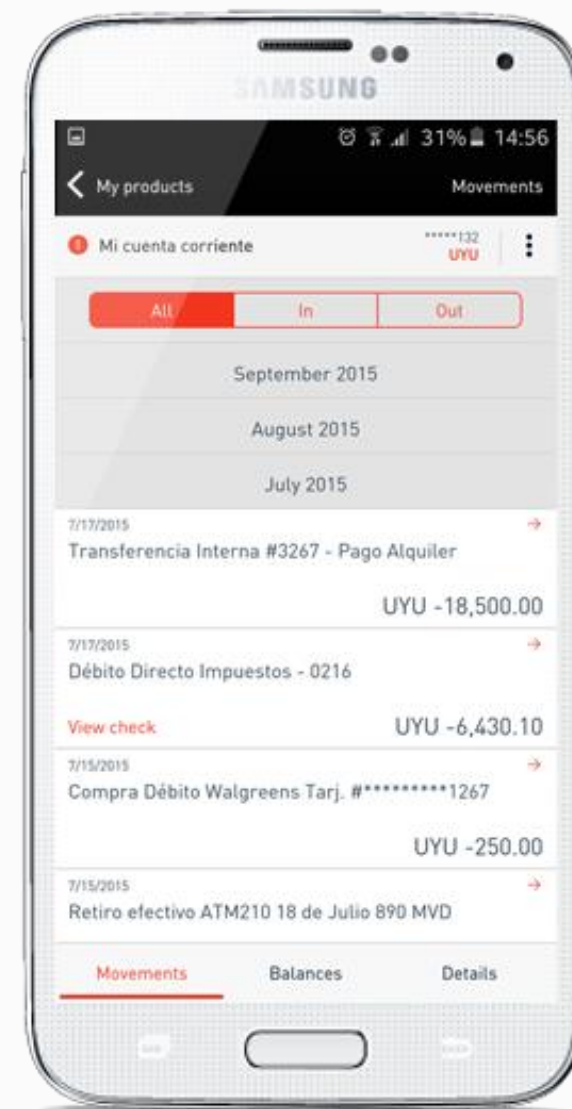 SAMSUNG
31% 14:56
My products Movements
Mi cuenta corriente *****132
UYU
All In Out
September 2015
August 2015
July 2015
7/17/2015
Transferencia Interna #3267 - Pago Alquiler
UYU -18,500.00
7/17/2015
Débito Directo Impuestos - 0216
View check UYU -6,430.10
7/15/2015
Compra Débito Walgreens Tarj. #*********1267
UYU -250.00
7/15/2015
Retiro efectivo ATM210 18 de Julio 890 MVD
Movements Balances Details